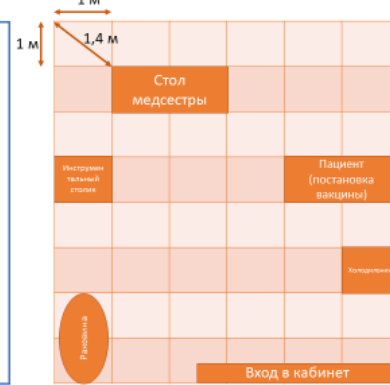 1 м
1 м
1,4 м
Стол
медсестры
Инструмен
тальный
столик
Пациент
(постановка
вакцины)
Холодильник
Раковина
Вход в кабинет